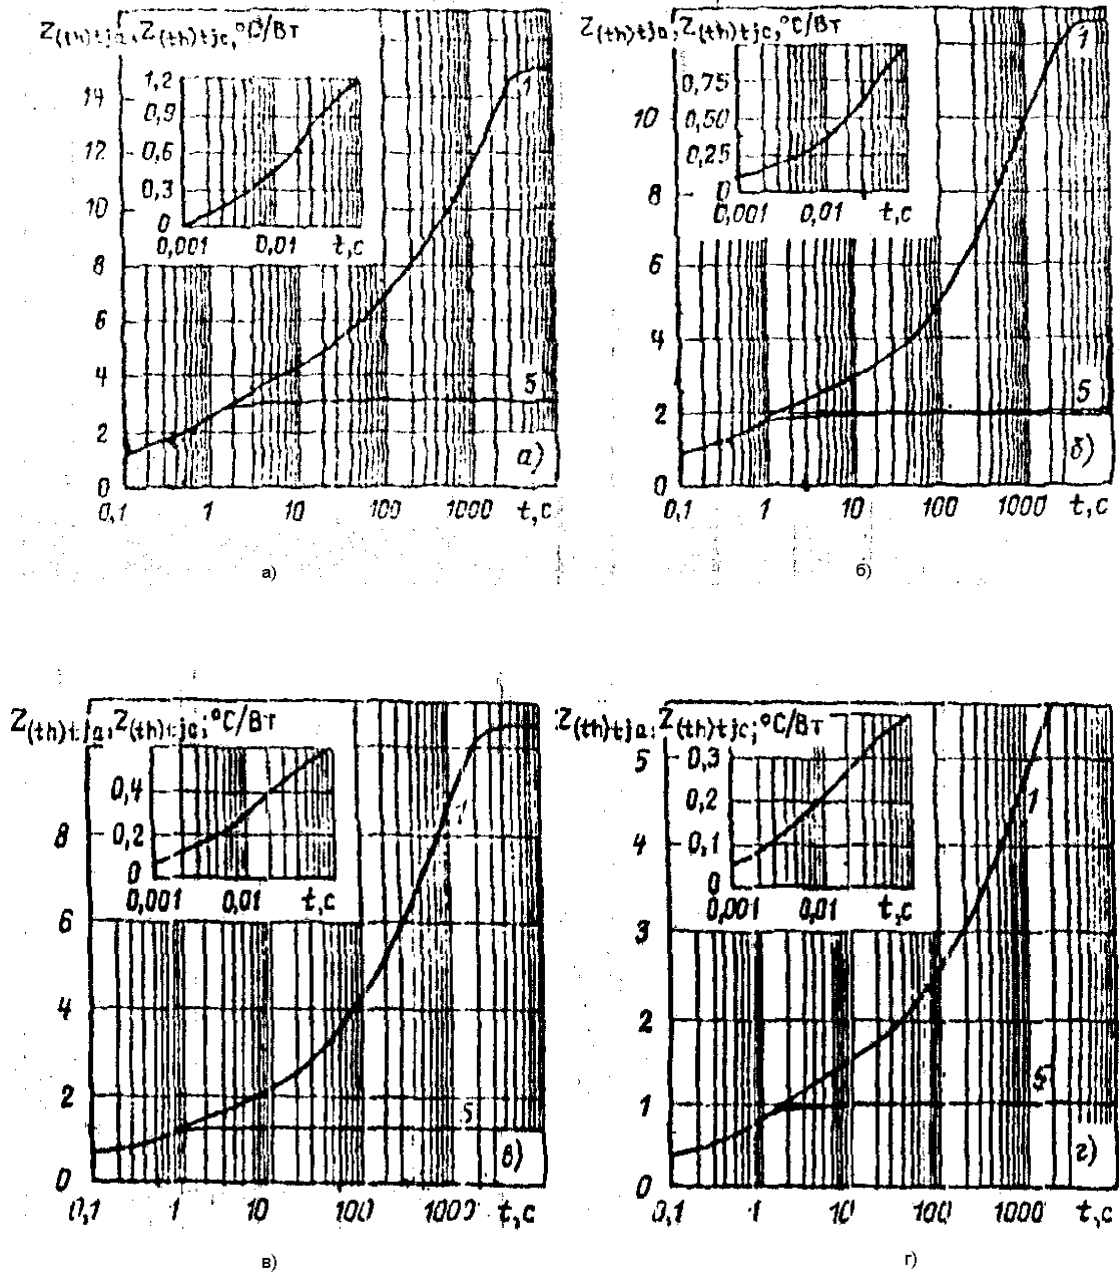 Z(th)tja, Z(th)tjc, °C/Вт
14
12
10
8
6
4
2
0
1,2
0,9
0,6
0,3
0
0,001 0,01 t,c
1
5
а)
0,1 1 10 100 1000 t,c
а)
Z(th)tja, Z(th)tjc, °C/Вт
10
8
6
4
2
0
0,75
0,50
0,25
0
0,001 0,01 t,c
1
5
б)
0,1 1 10 100 1000 t,c
б)
Z(th)tja, Z(th)tjc; °C/Вт
8
6
4
2
0
0,4
0,2
0
0,001 0,01 t,c
1
5
в)
0,1 1 10 100 1000 t,c
в)
Z(th)tja, Z(th)tjc; °C/Вт
5
4
3
2
1
0
0,3
0,2
0,1
0
0,001 0,01 t,c
1
5
г)
0,1 1 10 100 1000 t,c
г)